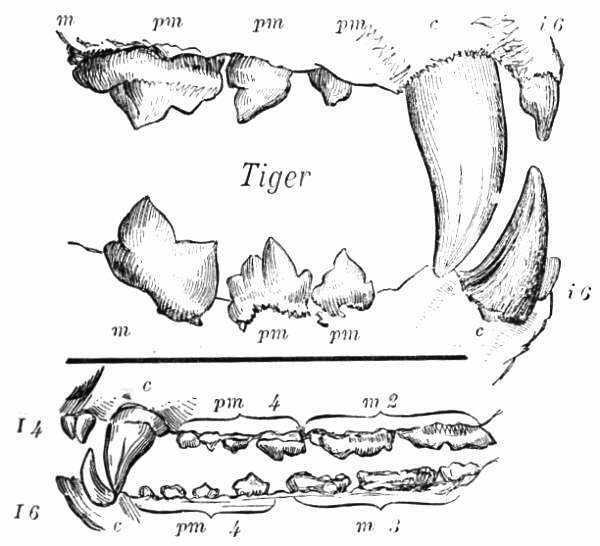 m pm pm pm c i 6
Tiger
i 6
m pm pm c
c
pm 4 m 2
I 4
I 6
c pm 4 m 3